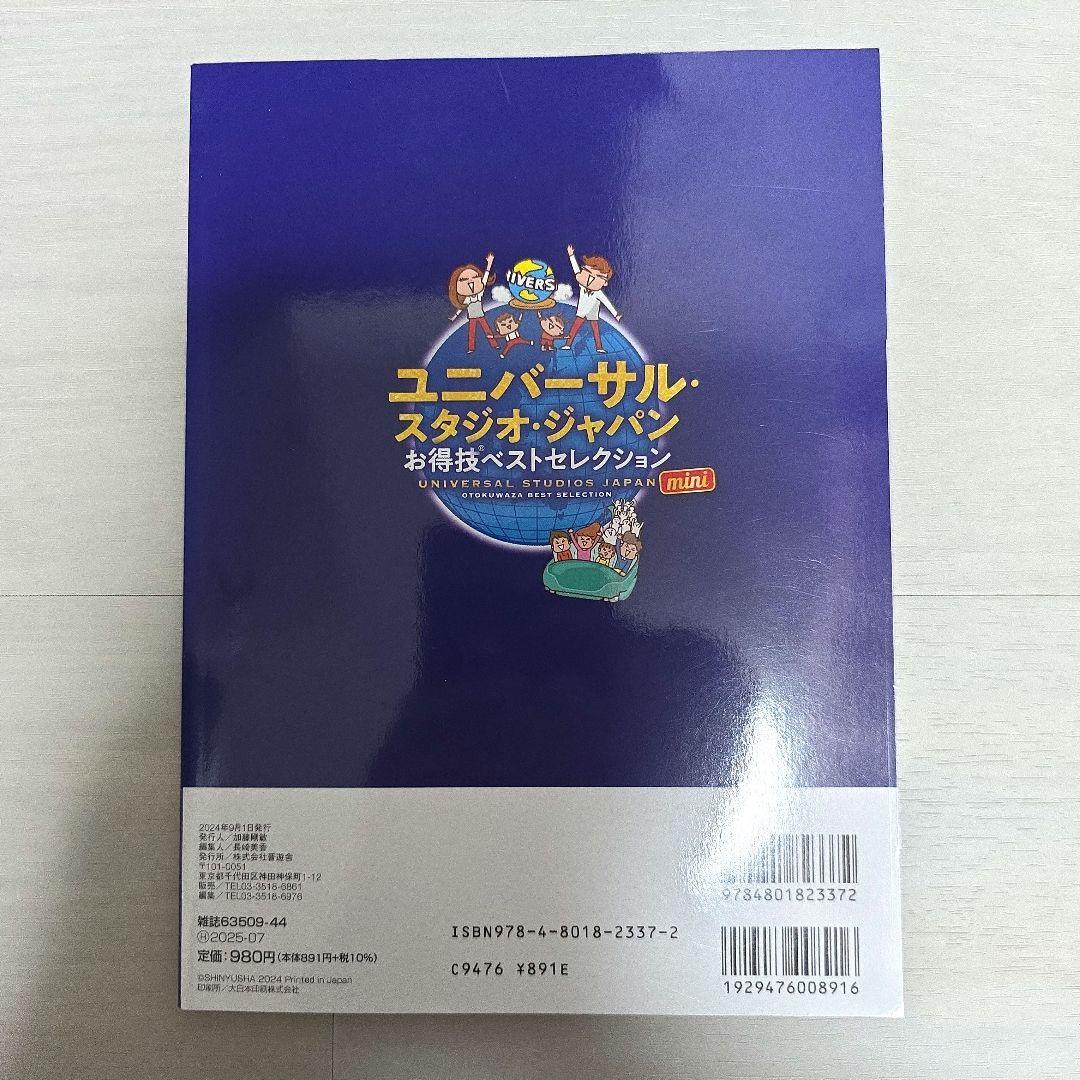 IVERS
ユニバーサル・
スタジオ・ジャパン
お得技®ベストセレクション
UNIVERSAL STUDIOS JAPAN mini
OTOKUWAZA BEST SELECTION
2024年9月1日発行
発行人/加藤剛敏
編集人/長崎美香
発行所/株式会社晋遊舎
〒101-0051
東京都千代田区神田神保町1-12
販売/TEL03-3518-6861
編集/TEL03-3518-6976
9784801823372
雑誌63509-44
Ⓗ2025-07
定価:980円(本体891円+税10%)
ISBN978-4-8018-2337-2
C9476 ¥891E
©SHINYUSHA 2024 Printed in Japan
印刷所/大日本印刷株式会社
1929476008916